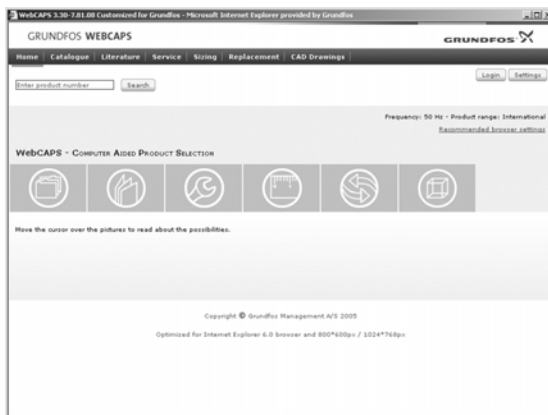 WebCAPS 3.30-7.81.08 Customized for Grundfos - Microsoft Internet Explorer provided by Grundfos
GRUNDFOS WEBCAPS
GRUNDFOS
Home Catalogue Literature Service Sizing Replacement CAD Drawings
Login Settings
Enter product number Search
Frequency: 50 Hz - Product range: International
Recommended browser settings
WebCAPS - Computer Aided Product Selection
Move the cursor over the pictures to read about the possibilities.
Copyright © Grundfos Management A/S 2005
Optimized for Internet Explorer 6.0 browser and 800*600px / 1024*768px